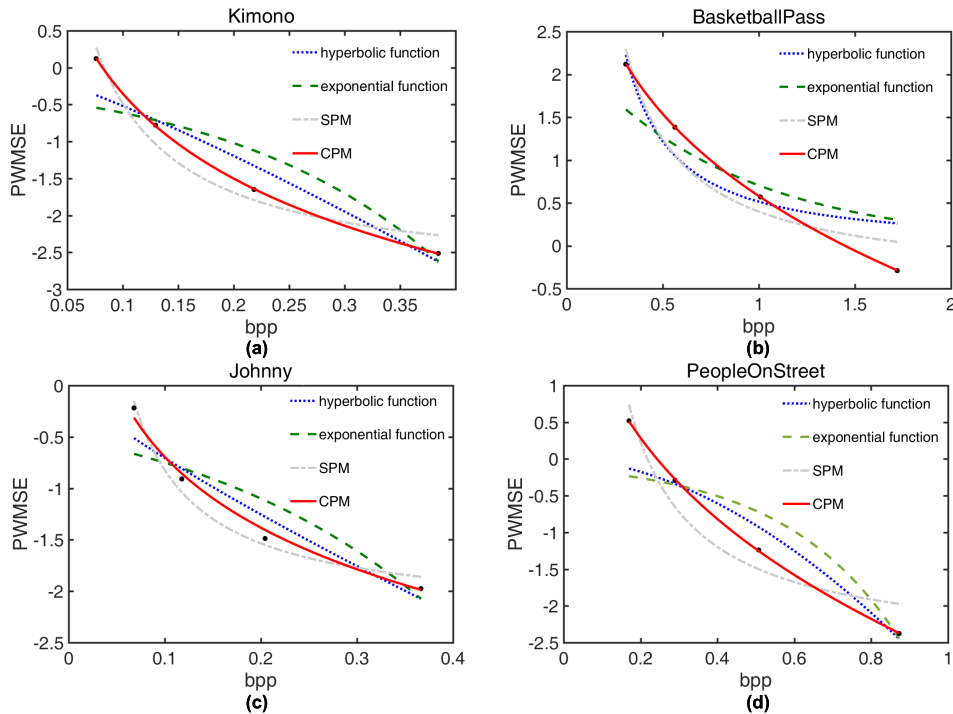 Kimono
0.5
0
-0.5
-1
-1.5
-2
-2.5
-3
PWMSE
0.05
0.1
0.15
0.2
0.25
0.3
0.35
bpp
hyperbolic function
exponential function
SPM
CPM
(a)
BasketballPass
2.5
2
1.5
1
0.5
0
-0.5
PWMSE
0
0.5
1
1.5
2
bpp
hyperbolic function
exponential function
SPM
CPM
(b)
Johnny
0
-0.5
-1
-1.5
-2
-2.5
PWMSE
0
0.1
0.2
0.3
0.4
bpp
hyperbolic function
exponential function
SPM
CPM
(c)
PeopleOnStreet
1
0.5
0
-0.5
-1
-1.5
-2
-2.5
PWMSE
0
0.2
0.4
0.6
0.8
1
bpp
hyperbolic function
exponential function
SPM
CPM
(d)